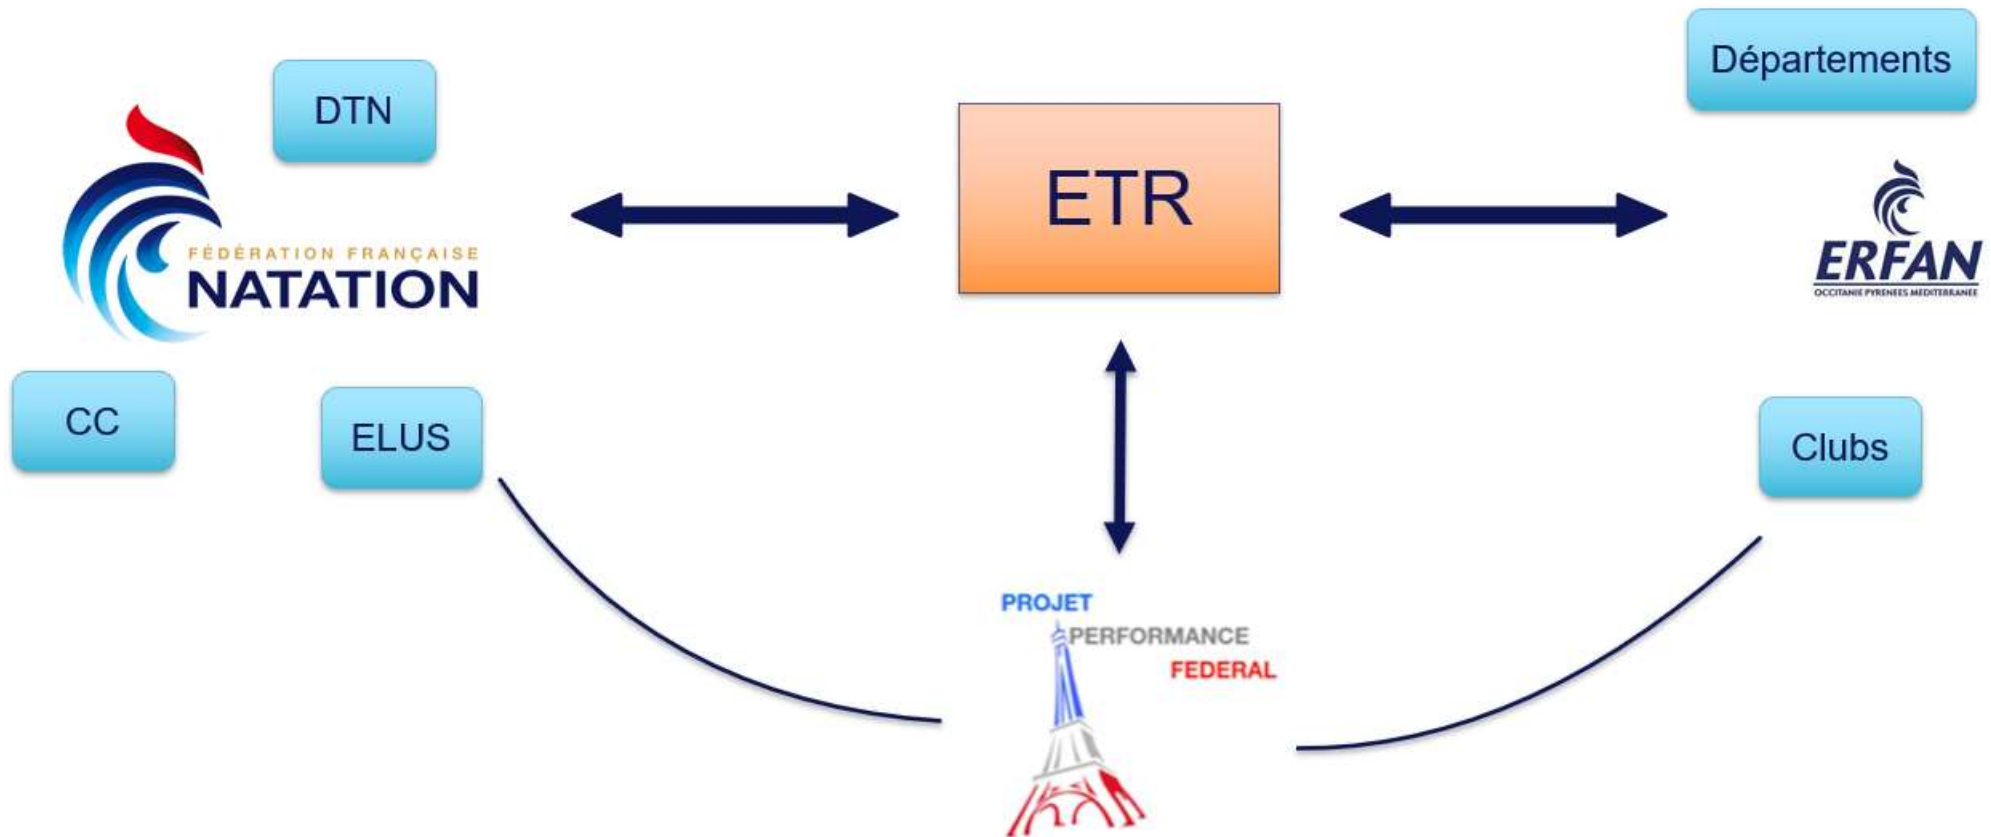 DTN
FÉDÉRATION FRANÇAISE
NATATION
CC
ELUS
ETR
Départements
ERFAN
OCCITANIE PYRENEES MEDITERRANEE
Clubs
PROJET
PERFORMANCE
FEDERAL